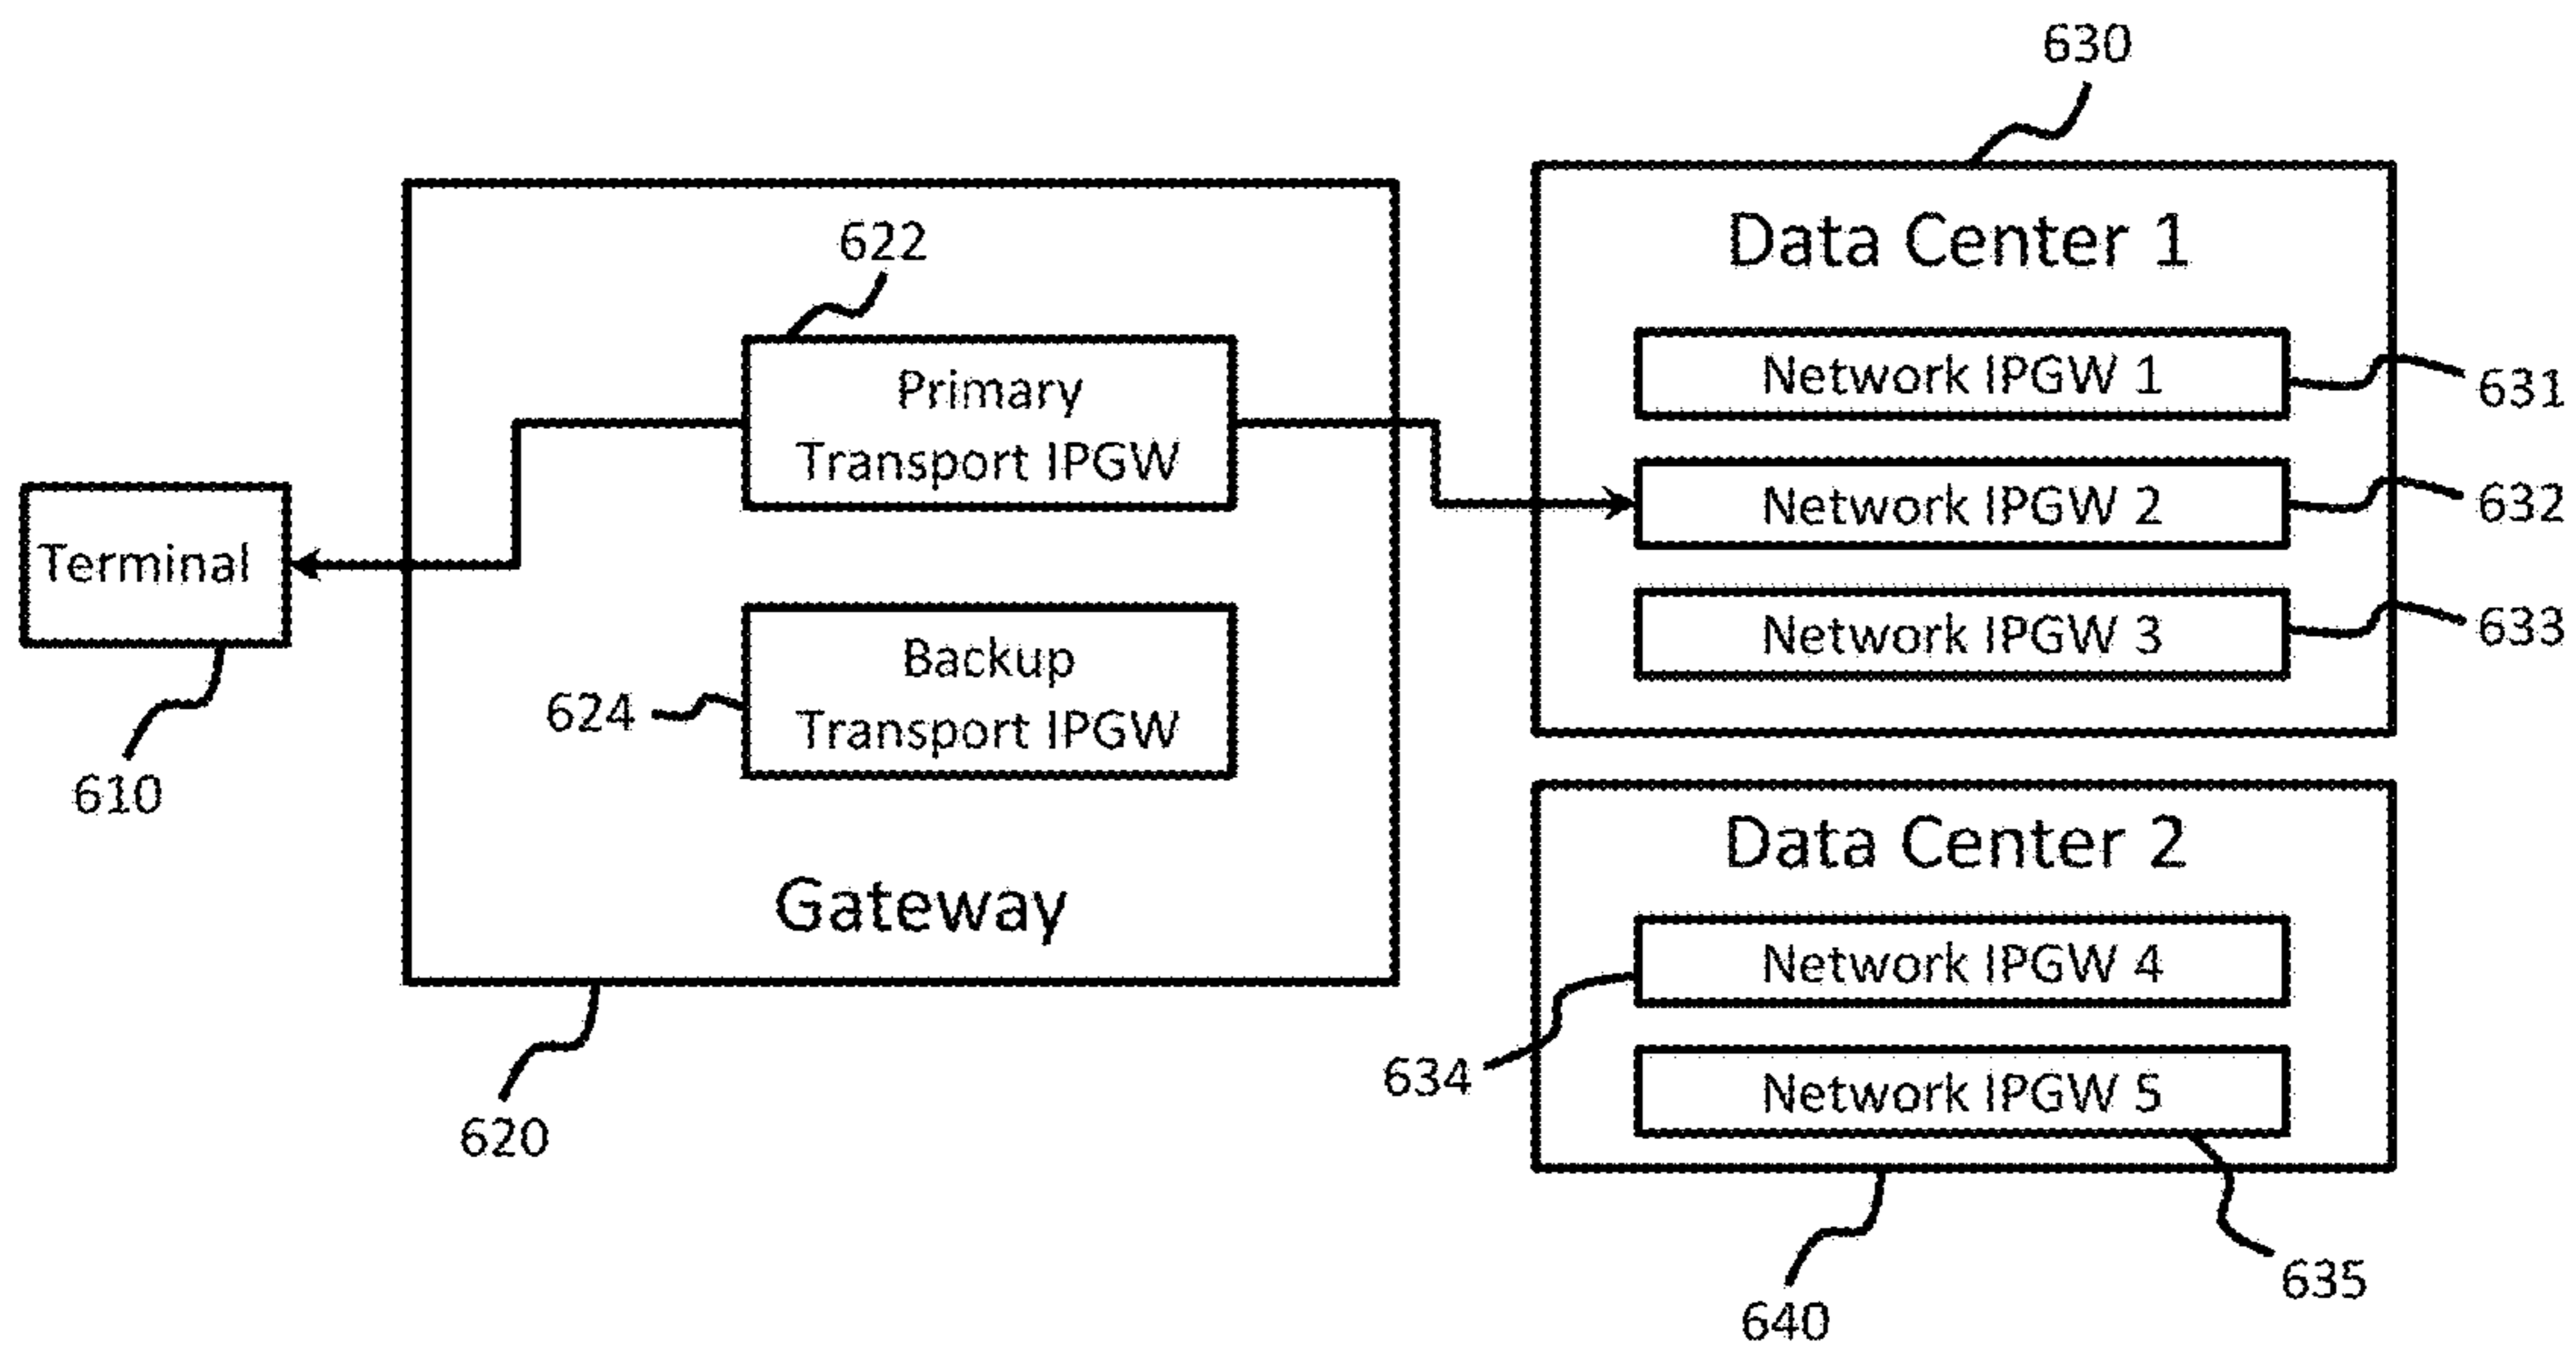 630
Data Center 1
622
Primary
Transport IPGW
Network IPGW 1
631
Network IPGW 2
632
Terminal
Network IPGW 3
633
Backup
Transport IPGW
624
610
Data Center 2
Gateway
Network IPGW 4
634
Network IPGW 5
620
635
640